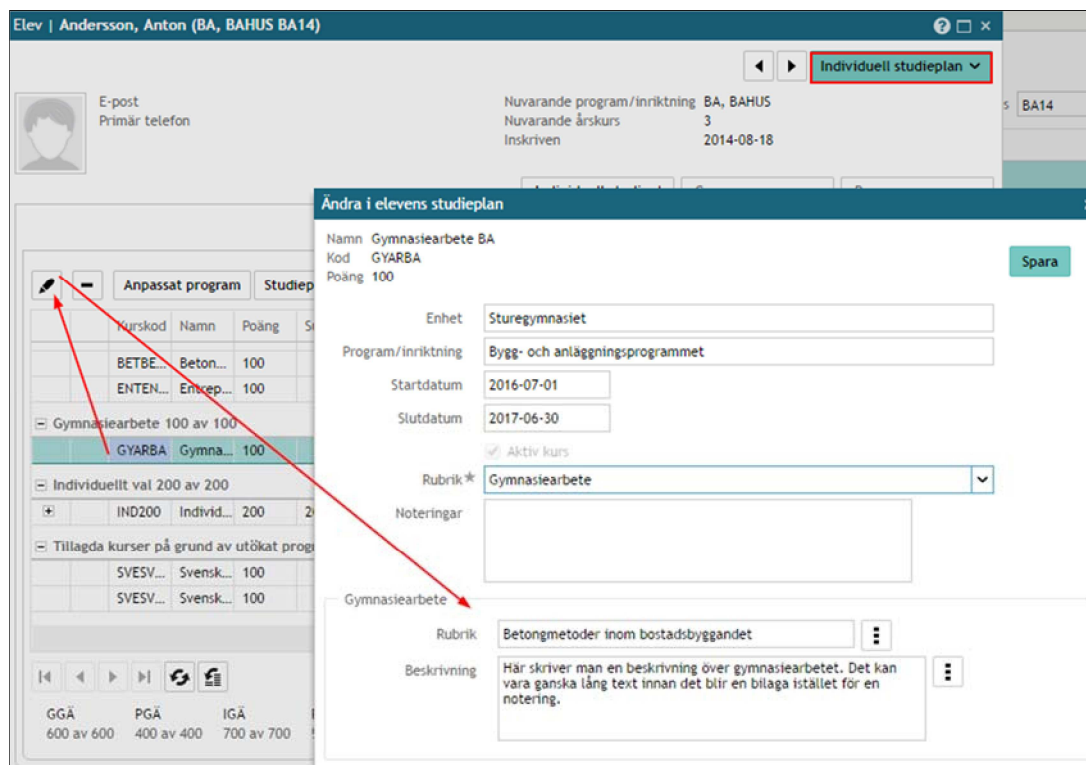 Elev | Andersson, Anton (BA, BAHUS BA14)
Individuell studieplan
E-post
Primär telefon
Nuvarande program/inriktning BA, BAHUS
Nuvarande årskurs 3
Inskriven 2014-08-18
s BA14
Ändra i elevens studieplan
Namn Gymnasiearbete BA
Kod GYARBA
Poäng 100
Spara
Enhet Sturegymnasiet
Program/inriktning Bygg- och anläggningsprogrammet
Startdatum 2016-07-01
Slutdatum 2017-06-30
Aktiv kurs
Rubrik* Gymnasiearbete
Noteringar
Gymnasiearbete
Rubrik Betongmetoder inom bostadsbyggandet
Beskrivning Här skriver man en beskrivning över gymnasiearbetet. Det kan
vara ganska lång text innan det blir en bilaga istället för en
notering.
Anpassat program Studiep
Kurskod Namn Poäng
BETBE... Beton... 100
ENTEN... Entrep... 100
Gymnasiearbete 100 av 100
GYARBA Gymna... 100
Individuellt val 200 av 200
IND200 Individ... 200 2
Tillagda kurser på grund av utökat progr
SVESV... Svensk... 100
SVESV... Svensk... 100
GGÄ PGÄ IGÄ
600 av 600 400 av 400 700 av 700